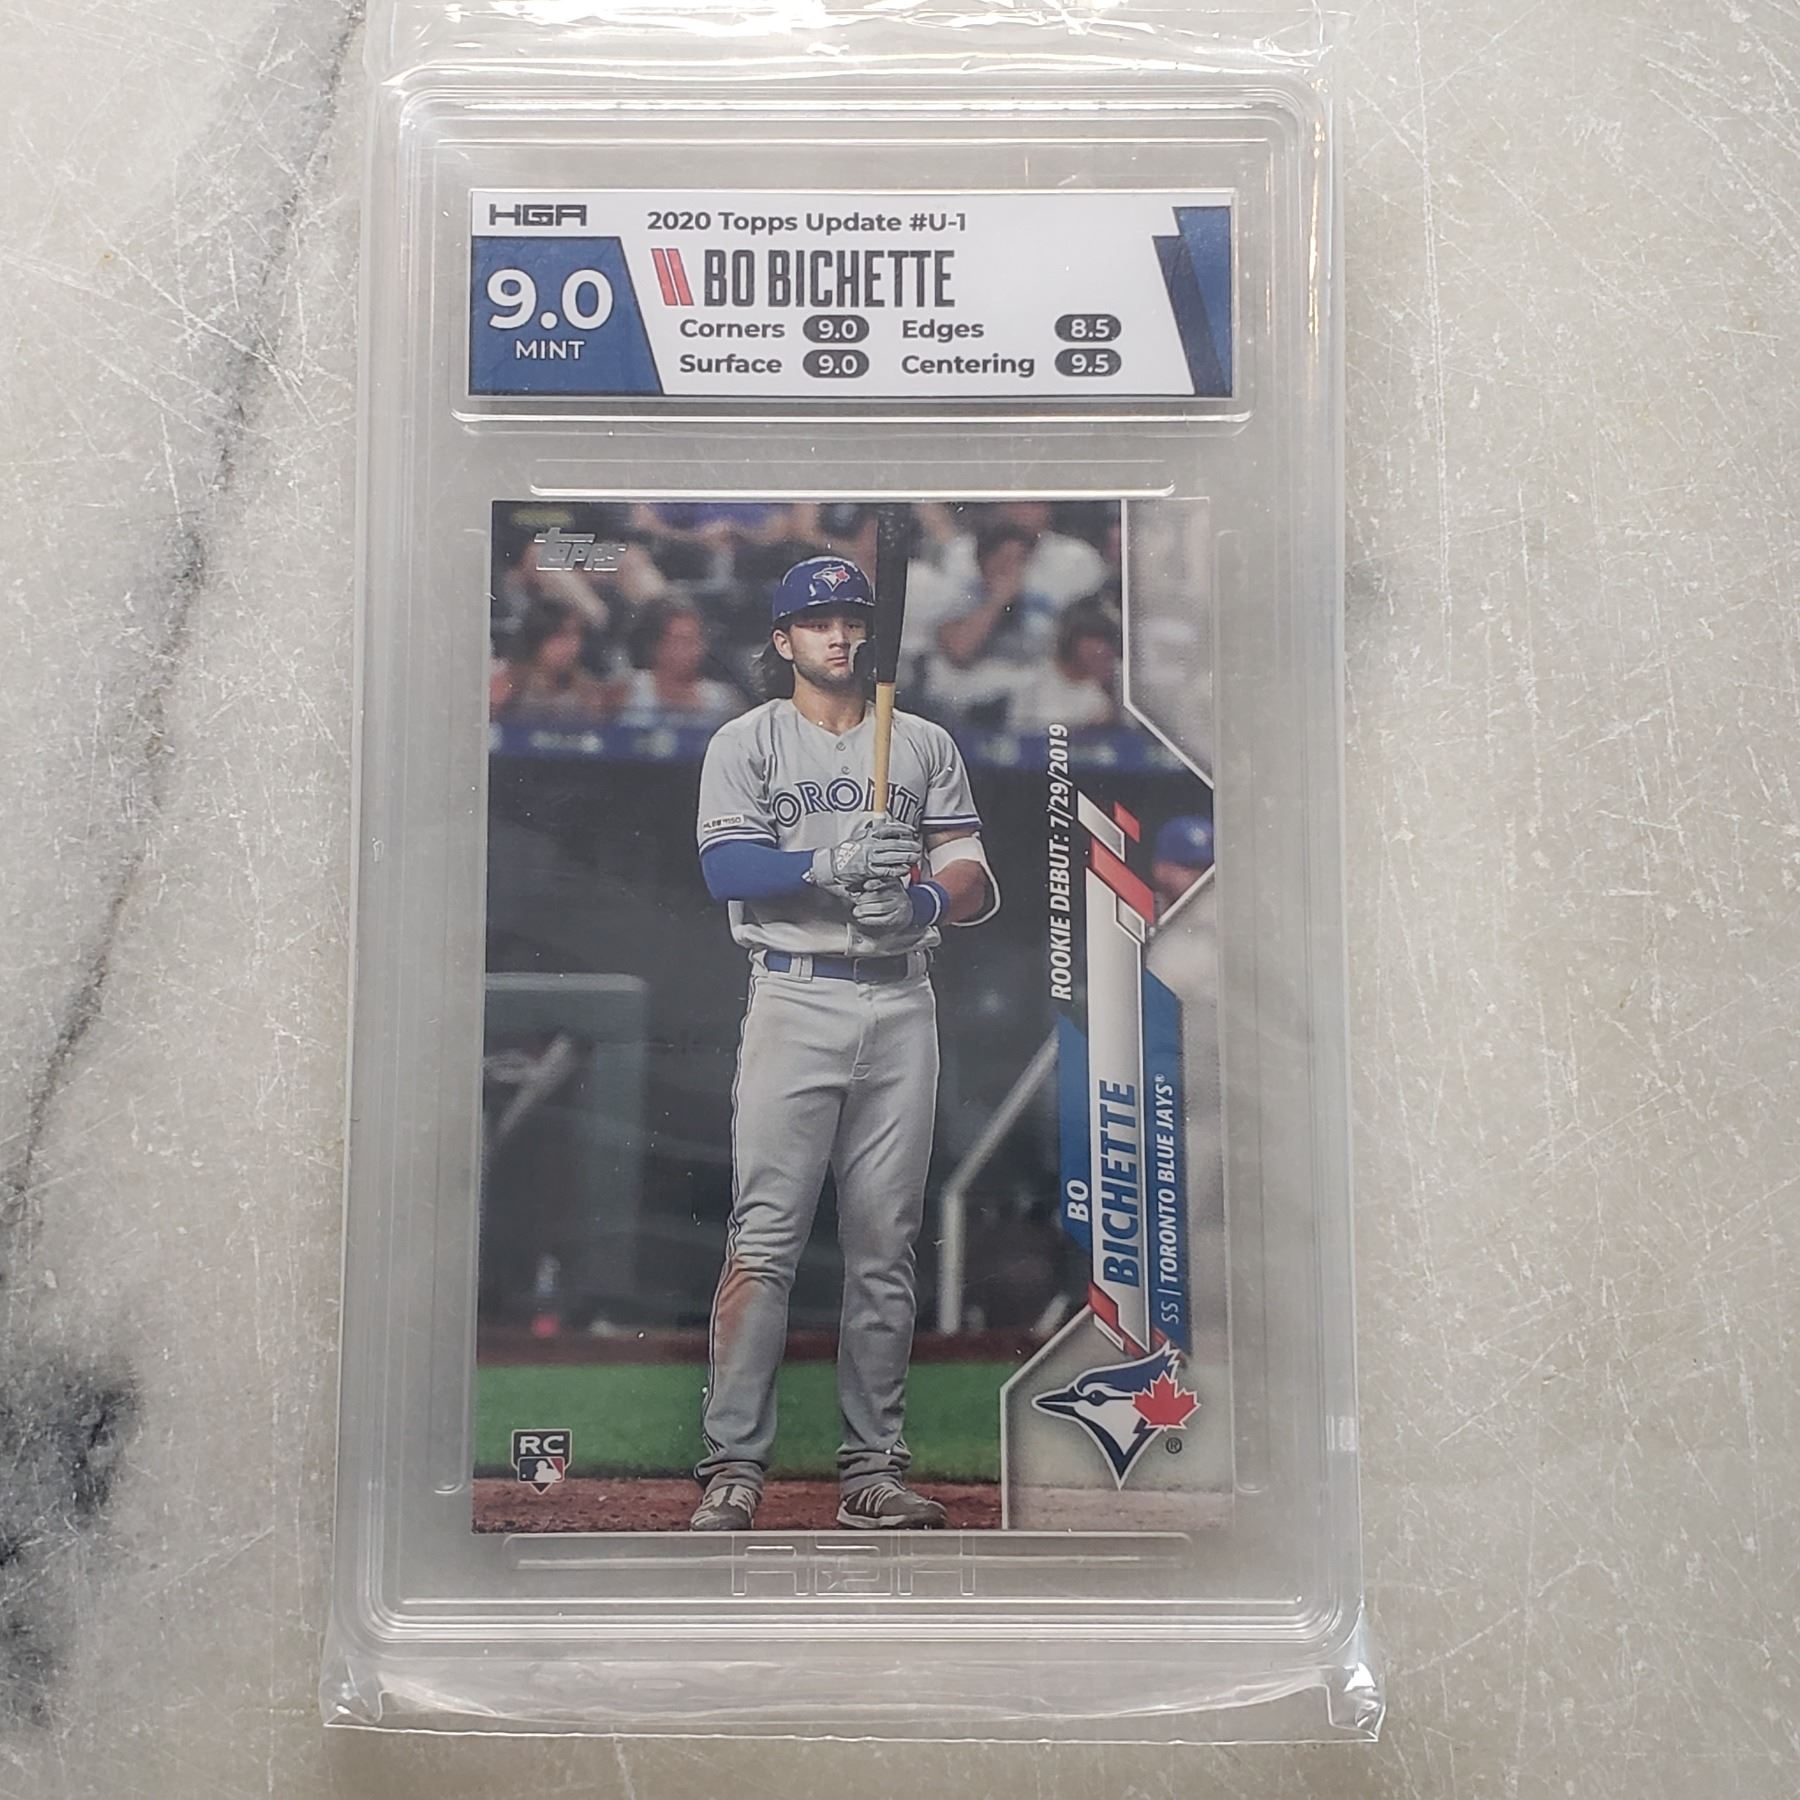 HGA
2020 Topps Update #U-1
9.0
MINT
BO BICHETTE
Corners 9.0 Edges 8.5
Surface 9.0 Centering 9.5
Topps
TORONTO
ROOKIE DEBUT: 7/29/2019
BO
BICHETTE
SS | TORONTO BLUE JAYS®
®
RC
HGA